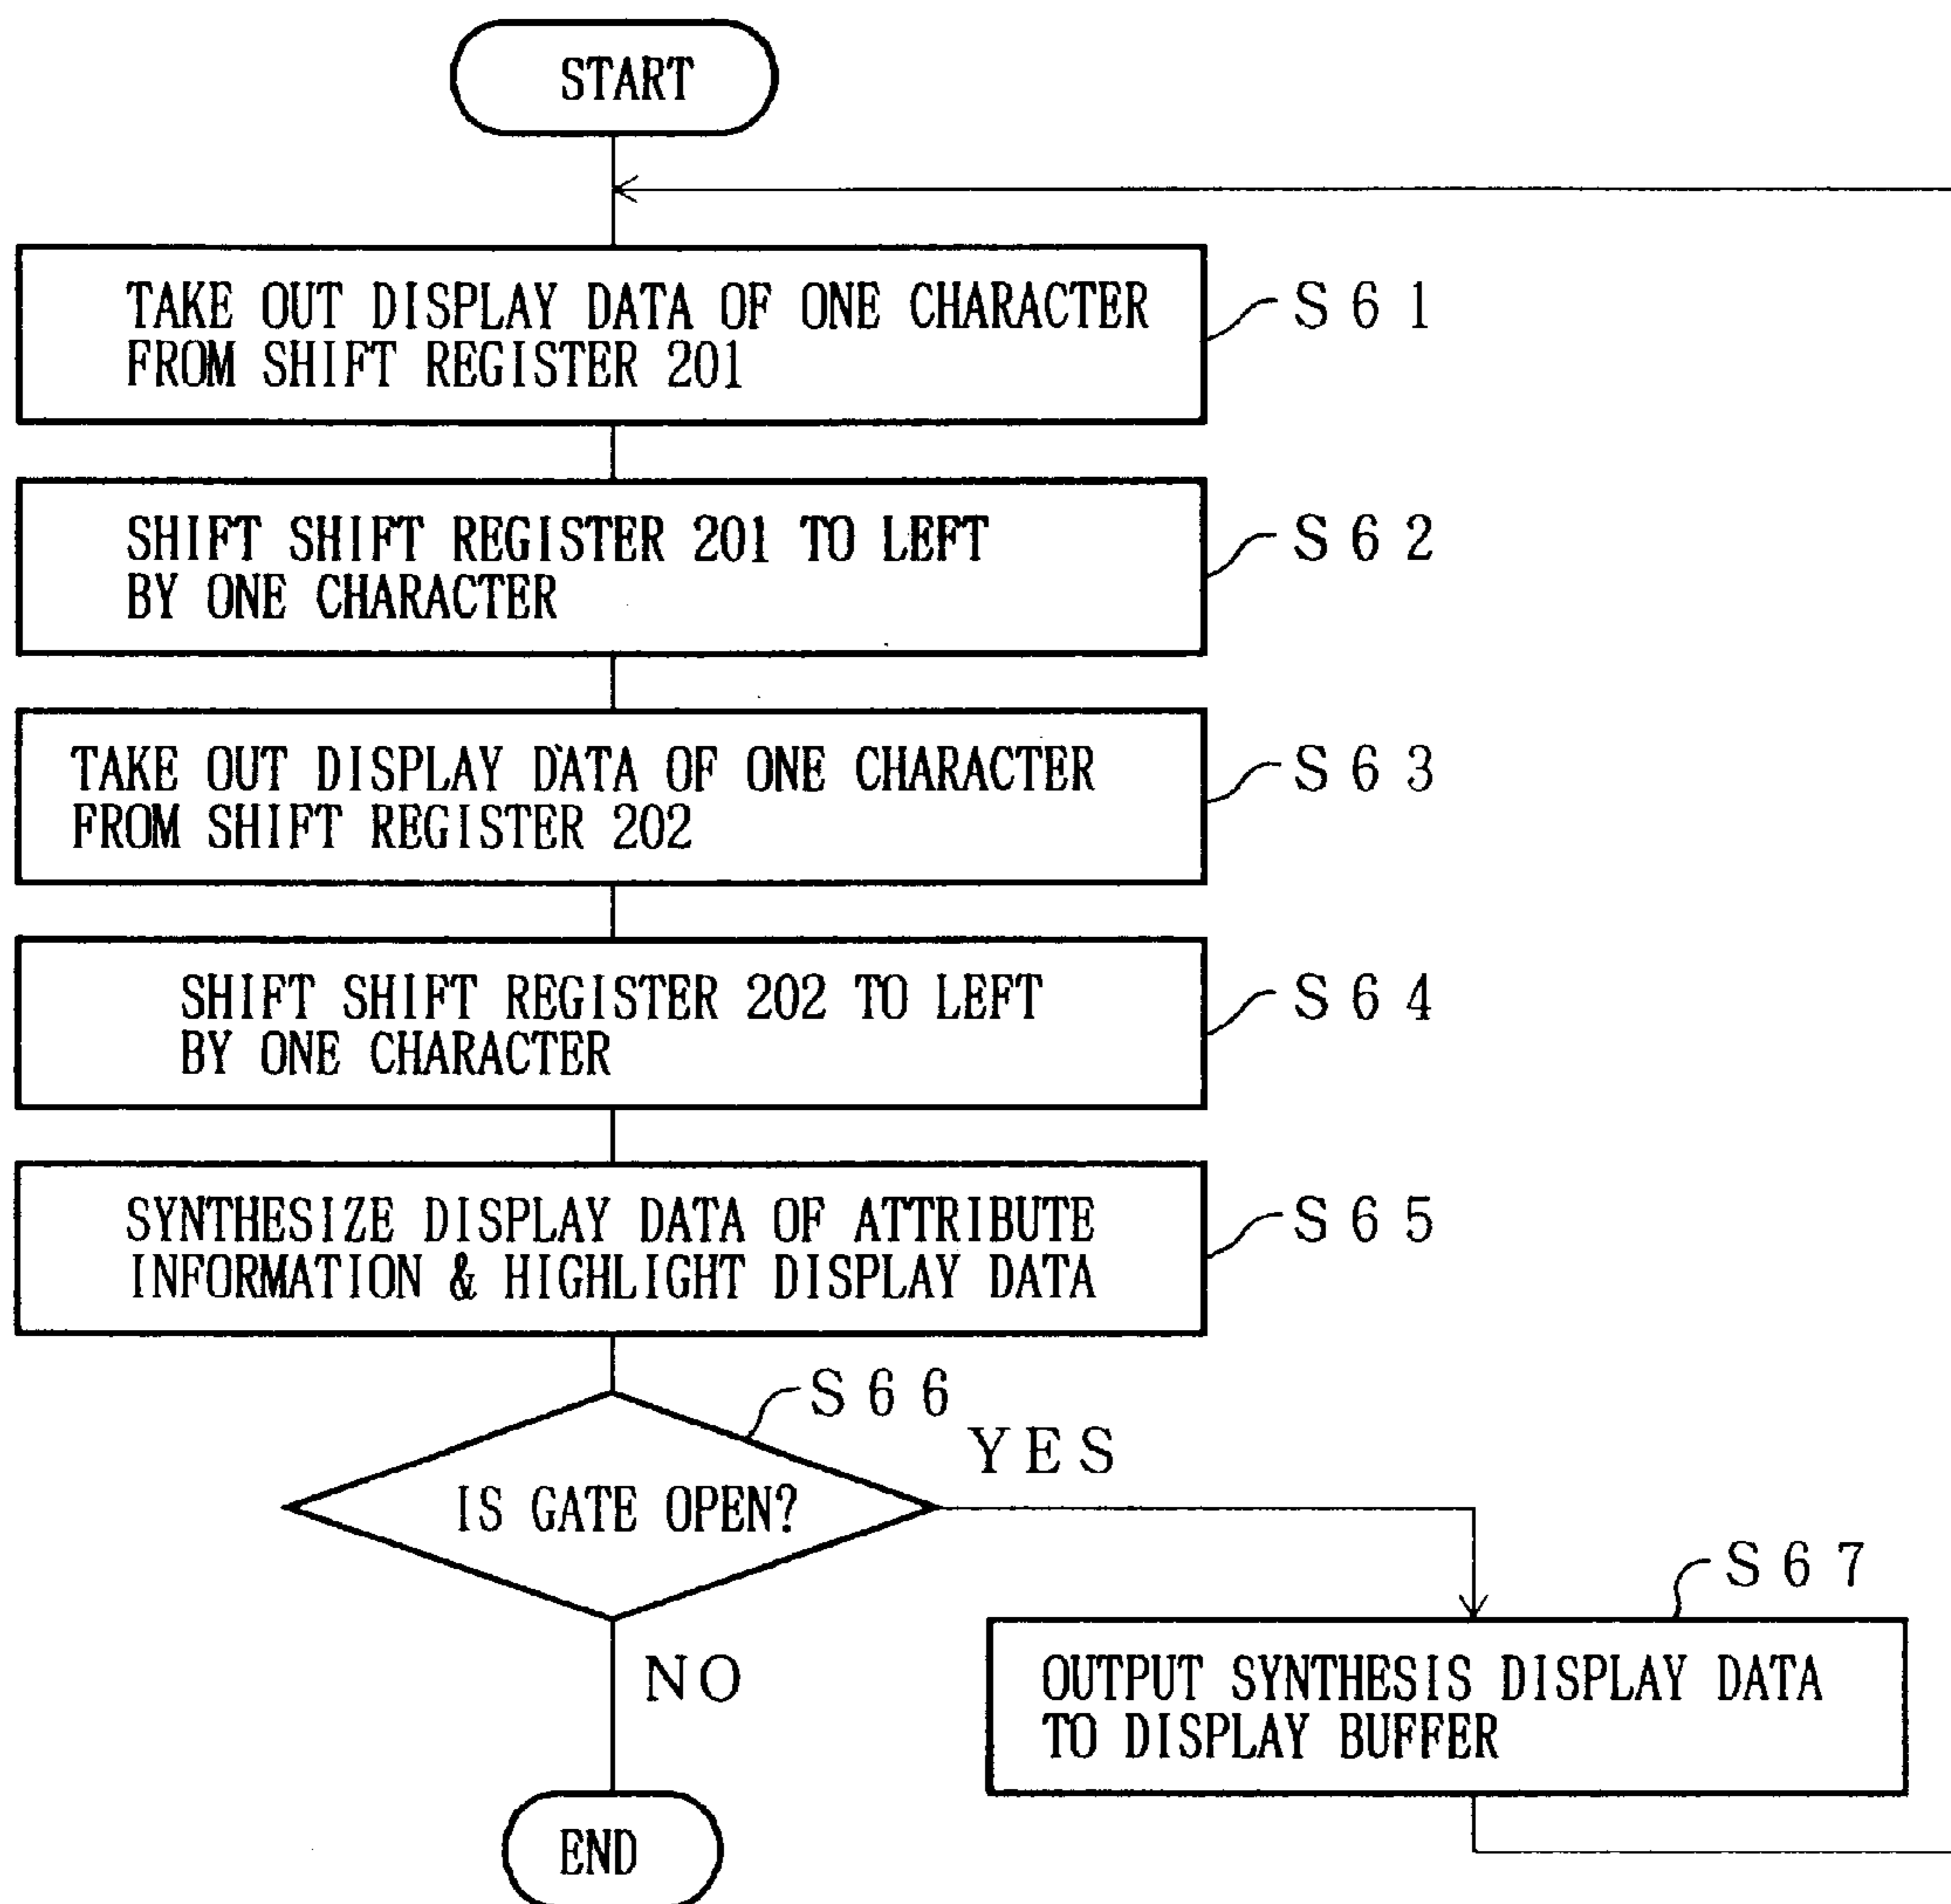 START
TAKE OUT DISPLAY DATA OF ONE CHARACTER
FROM SHIFT REGISTER 201
S61
SHIFT SHIFT REGISTER 201 TO LEFT
BY ONE CHARACTER
S62
TAKE OUT DISPLAY DATA OF ONE CHARACTER
FROM SHIFT REGISTER 202
S63
SHIFT SHIFT REGISTER 202 TO LEFT
BY ONE CHARACTER
S64
SYNTHESIZE DISPLAY DATA OF ATTRIBUTE
INFORMATION & HIGHLIGHT DISPLAY DATA
S65
S66
YES
IS GATE OPEN?
S67
NO
OUTPUT SYNTHESIS DISPLAY DATA
TO DISPLAY BUFFER
END